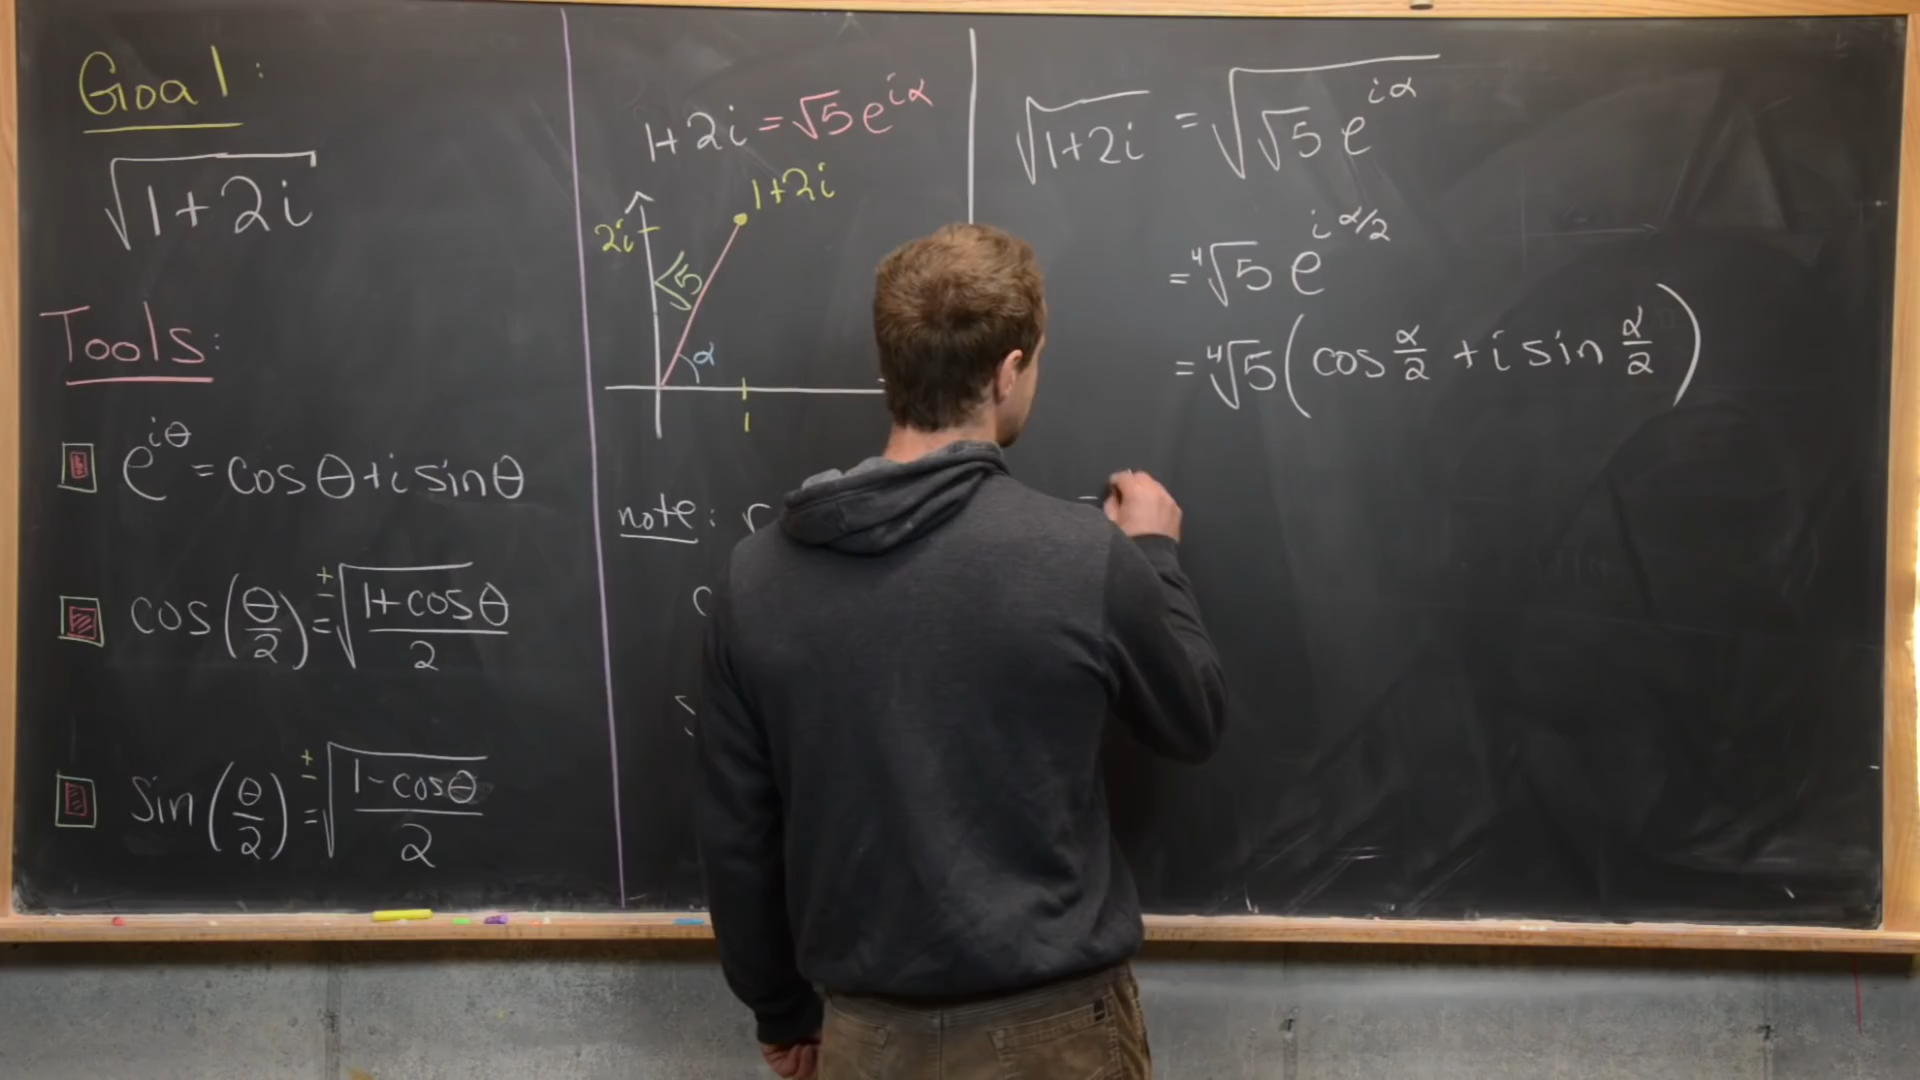 Goal:
√(1+2i)
Tools:
e^{iθ} = cosθ + i sinθ
cos(θ/2) = ±√((1+cosθ)/2)
sin(θ/2) = ±√((1-cosθ)/2)
1+2i = √5 e^{iα}
1+2i
2i
√5
α
1
note: r
√(1+2i) = √(√5 e^{iα})
= ⁴√5 e^{iα/2}
= ⁴√5 (cos α/2 + i sin α/2)
=